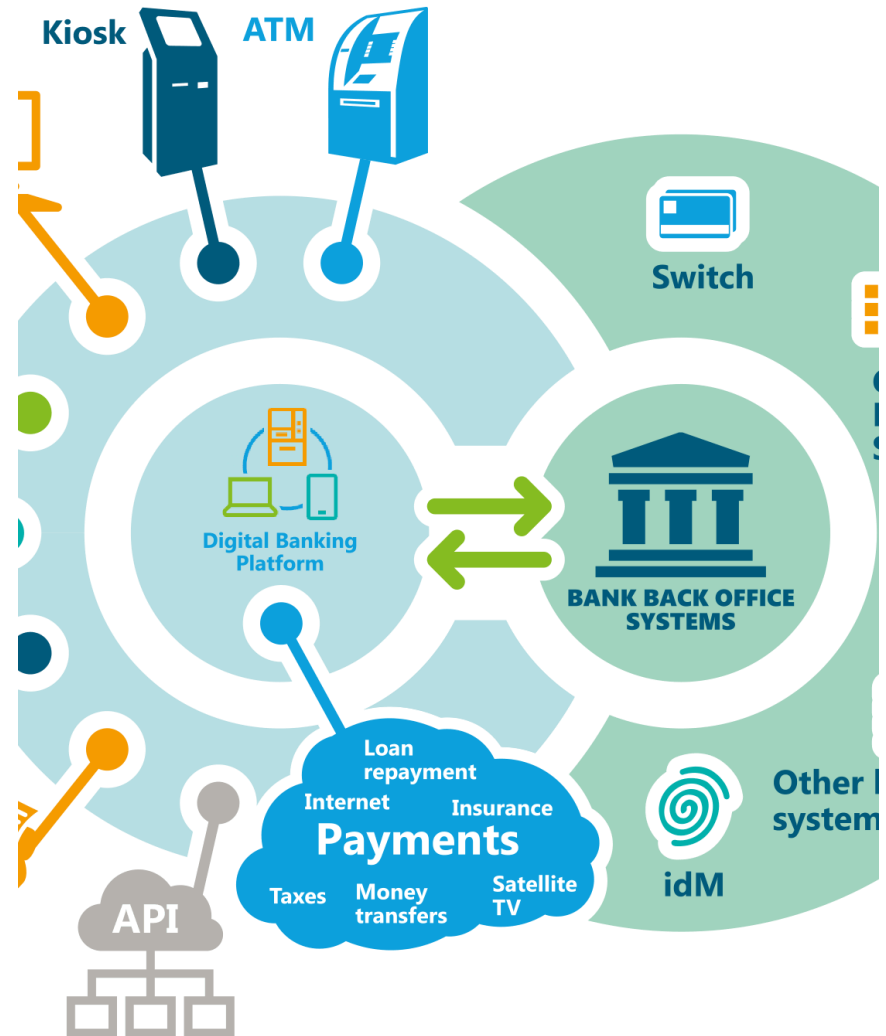 Kiosk
ATM
Switch
Digital Banking
Platform
BANK BACK OFFICE
SYSTEMS
Loan
repayment
Internet
Insurance
Payments
Taxes
Money
transfers
Satellite
TV
Other
system
idM
API